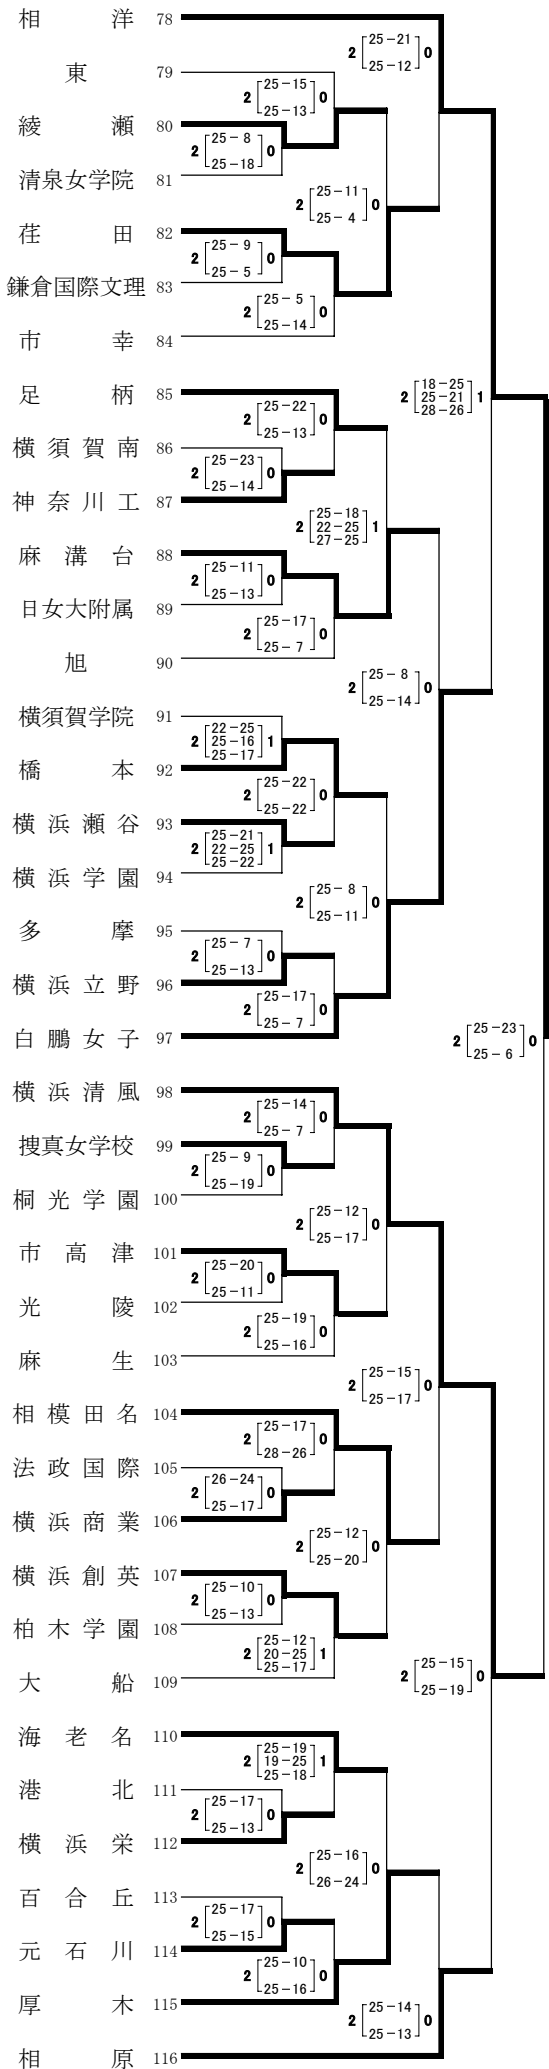 相洋 78
2 [25-21 25-12] 0
東 79
2 [25-15 25-13] 0
綾瀬 80
2 [25-8 25-18] 0
清泉女学院 81
2 [25-11 25-4] 0
荏田 82
2 [25-9 25-5] 0
鎌倉国際文理 83
2 [25-5 25-14] 0
市幸 84
足柄 85
2 [18-25 25-21 28-26] 1
2 [25-22 25-13] 0
横須賀南 86
2 [25-23 25-14] 0
神奈川工 87
2 [25-18 22-25 27-25] 1
麻溝台 88
2 [25-11 25-13] 0
日女大附属 89
2 [25-17 25-7] 0
旭 90
2 [25-8 25-14] 0
横須賀学院 91
2 [22-25 25-16 25-17] 1
橋本 92
2 [25-22 25-22] 0
横浜瀬谷 93
2 [25-21 22-25 25-22] 1
横浜学園 94
2 [25-8 25-11] 0
多摩 95
2 [25-7 25-13] 0
横浜立野 96
2 [25-17 25-7] 0
白鵬女子 97
2 [25-23 25-6] 0
横浜清風 98
2 [25-14 25-7] 0
捜真女学校 99
2 [25-9 25-19] 0
桐光学園 100
2 [25-12 25-17] 0
市高津 101
2 [25-20 25-11] 0
光陵 102
2 [25-19 25-16] 0
麻生 103
2 [25-15 25-17] 0
相模田名 104
2 [25-17 28-26] 0
法政国際 105
2 [26-24 25-17] 0
横浜商業 106
2 [25-12 25-20] 0
横浜創英 107
2 [25-10 25-13] 0
柏木学園 108
2 [25-12 20-25 25-17] 1
大船 109
2 [25-15 25-19] 0
海老名 110
2 [25-19 19-25 25-18] 1
港北 111
2 [25-17 25-13] 0
横浜栄 112
2 [25-16 26-24] 0
百合丘 113
2 [25-17 25-15] 0
元石川 114
2 [25-10 25-16] 0
厚木 115
2 [25-14 25-13] 0
相原 116